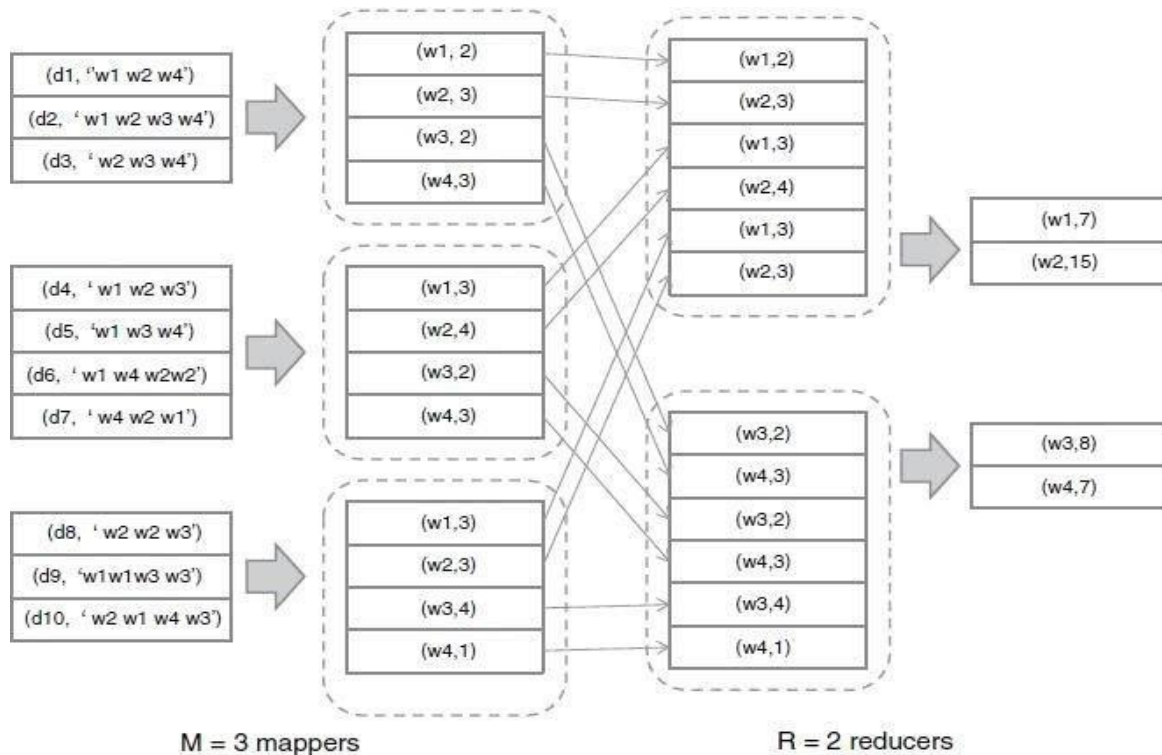 (d1, ‘’w1 w2 w4’)
(d2, ‘ w1 w2 w3 w4’)
(d3, ‘ w2 w3 w4’)
(d4, ‘ w1 w2 w3’)
(d5, ‘w1 w3 w4’)
(d6, ‘ w1 w4 w2w2’)
(d7, ‘ w4 w2 w1’)
(d8, ‘ w2 w2 w3’)
(d9, ‘w1w1w3 w3’)
(d10, ‘ w2 w1 w4 w3’)
(w1, 2)
(w2, 3)
(w3, 2)
(w4,3)
(w1,3)
(w2,4)
(w3,2)
(w4,3)
(w1,3)
(w2,3)
(w3,4)
(w4,1)
(w1,2)
(w2,3)
(w1,3)
(w2,4)
(w1,3)
(w2,3)
(w3,2)
(w4,3)
(w3,2)
(w4,3)
(w3,4)
(w4,1)
(w1,7)
(w2,15)
(w3,8)
(w4,7)
M = 3 mappers
R = 2 reducers